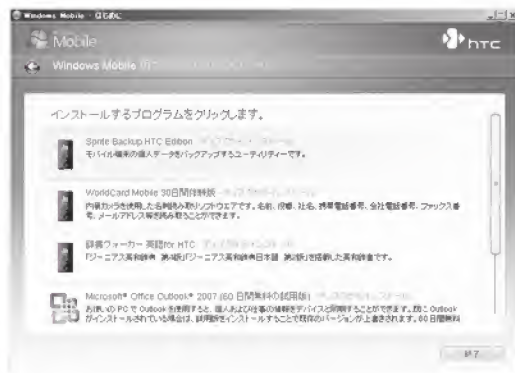 Windows Mobile - はじめに
Mobile
hTC
Windows Mobile
インストールするプログラムをクリックします。
Sprite Backup HTC Edition
モバイル端末の個人データをバックアップするユーティリティーです。
WorldCard Mobile 30日間体験版
内蔵カメラを使用した名刺読み取りソフトウェアです。名前、役職、社名、携帯電話番号、会社電話番号、ファックス番
号、メールアドレス等を読み取ることができます。
辞書ウォーカー 英語for HTC
『ジーニアス英和辞典 第4版』『ジーニアス英和辞典日本語 第2版』を搭載した英和辞書です。
Microsoft® Office Outlook® 2007 (60 日間無料の試用版)
お使いの PC で Outlook を使用すると、個人および仕事の情報をデバイスと同期することができます。既に Outlook
がインストールされている場合は、試用版をインストールすることで既存のバージョンが上書きされます。60 日間無料
終了